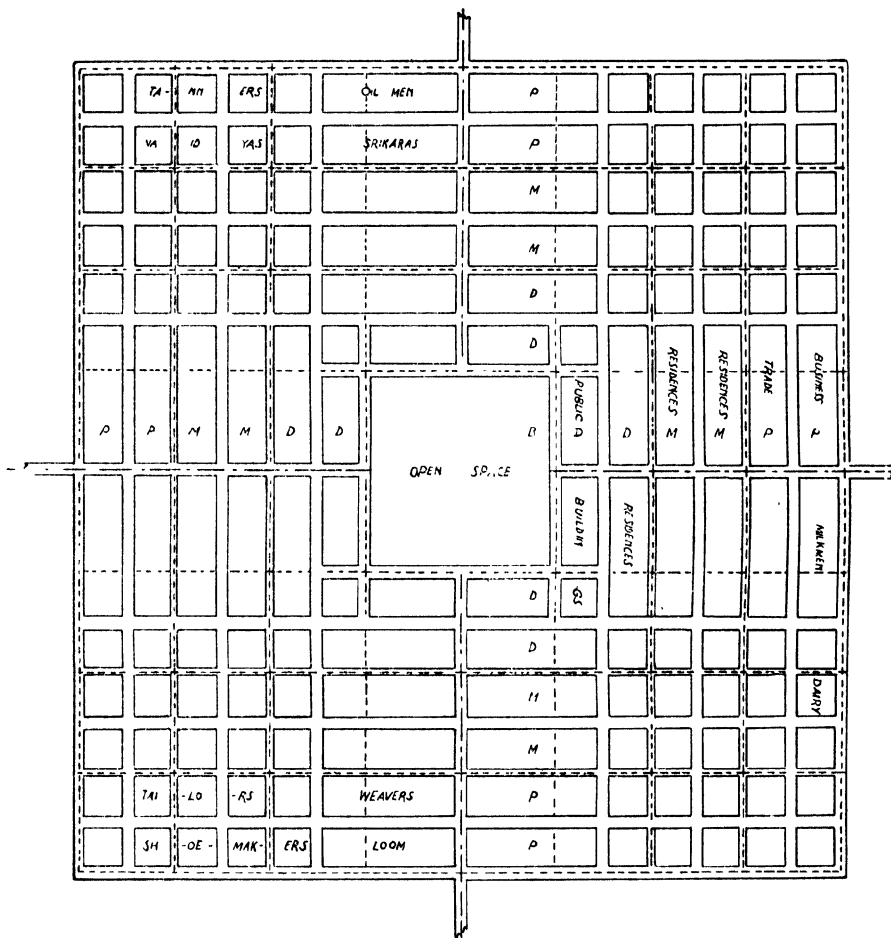 TA- NN ERS OIL MEN P
VA ID YAS SRIKARAS P
M
M
D
D
RESIDENCES RESIDENCES TRADE BUSINESS
PUBLIC
P P M M D D B D D M M P P
OPEN SPACE
BUILDIN
RESIDENCES
MILKMEN
D GS
D
M DAIRY
M
TAI -LO -RS WEAVERS P
SH -OE- MAK- ERS LOOM P